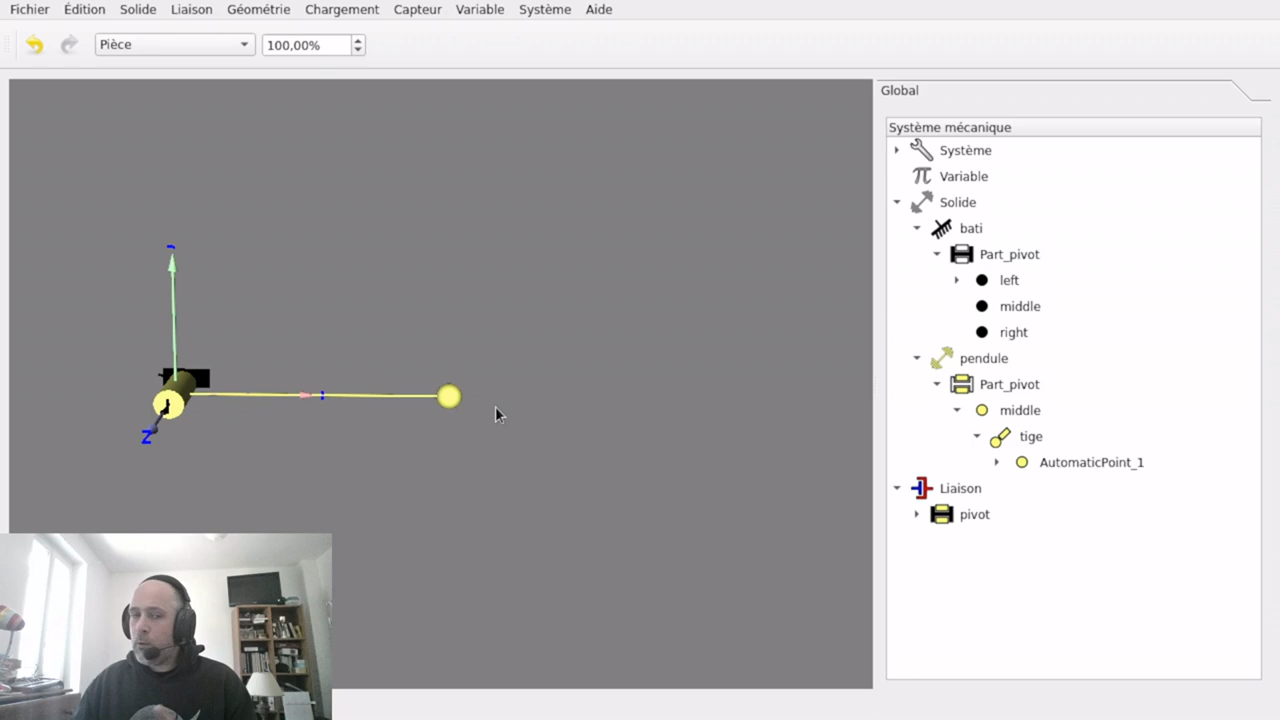 Fichier Édition Solide Liaison Géométrie Chargement Capteur Variable Système Aide
Pièce 100,00%
Global
Système mécanique
Système
Variable
Solide
bati
Part_pivot
left
middle
right
pendule
Part_pivot
middle
tige
AutomaticPoint_1
Liaison
pivot
Z